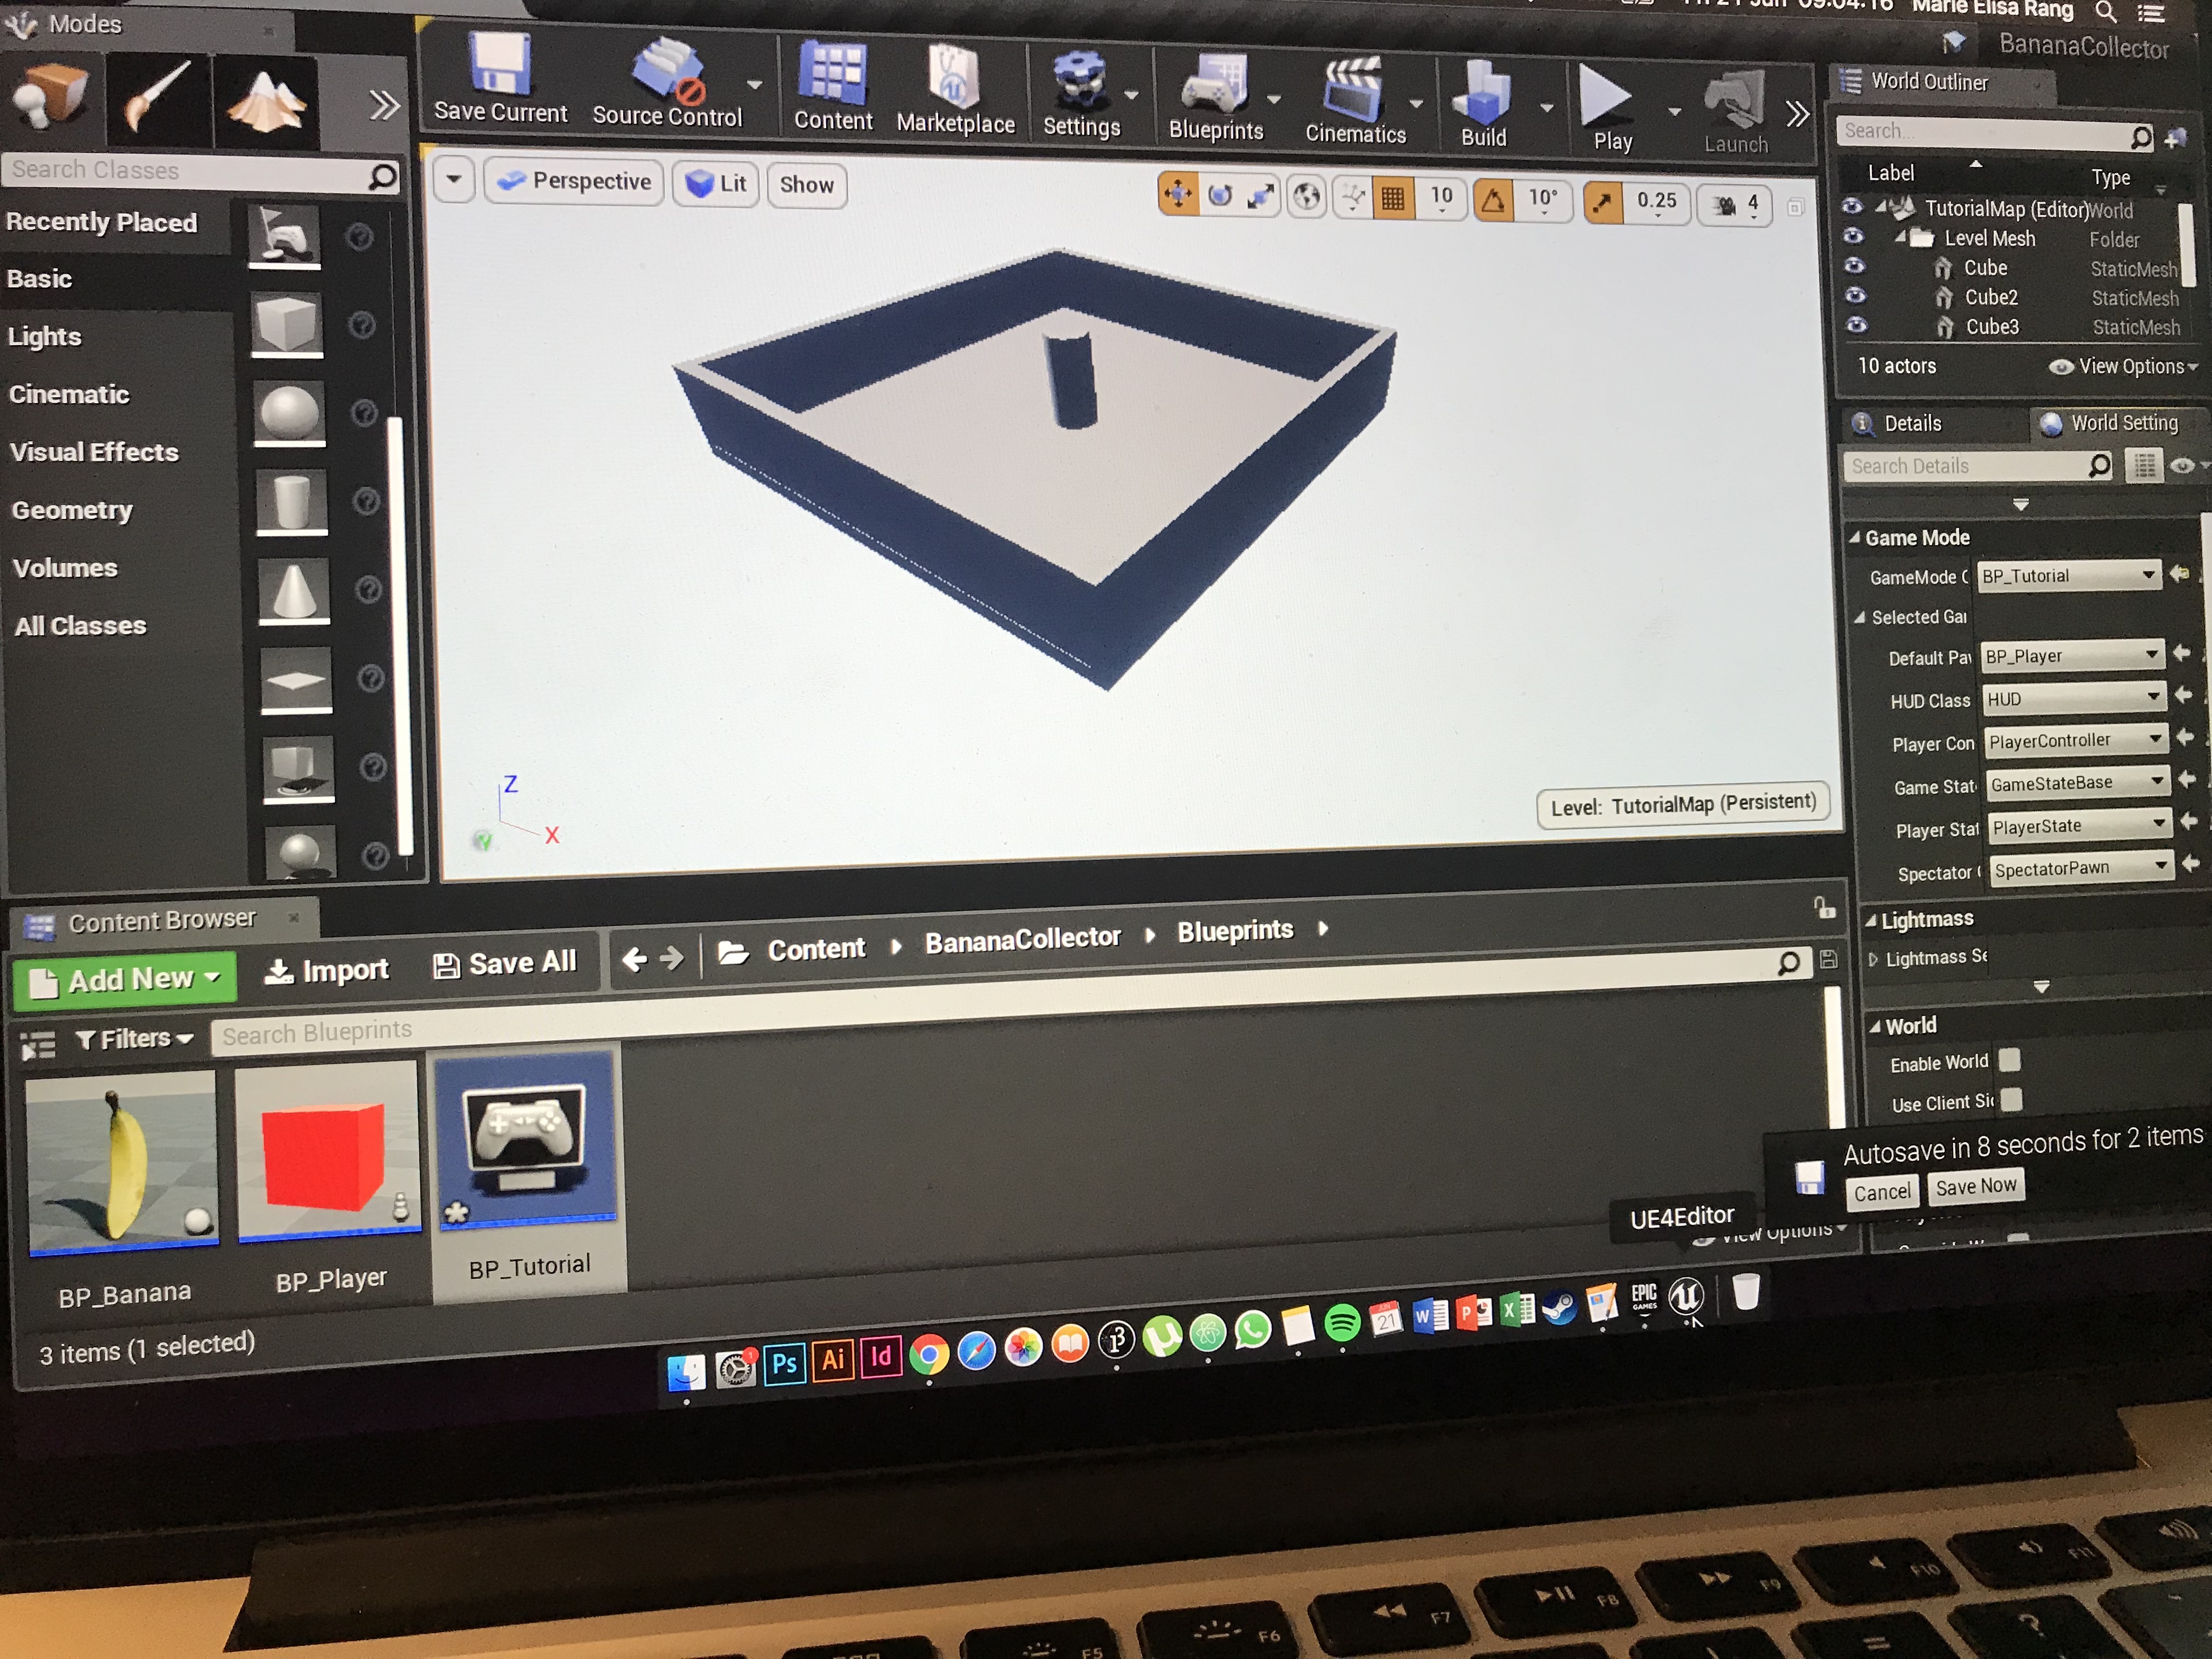 Fri 21 Jun 09:04:16 Marie Elisa Rang
Modes
BananaCollector
Save Current
Source Control
Content
Marketplace
Settings
Blueprints
Cinematics
Build
Play
Launch
World Outliner
Search...
Label
Type
Search Classes
Perspective
Lit
Show
10
10°
0.25
4
TutorialMap (Editor) World
Level Mesh Folder
Cube StaticMesh
Cube2 StaticMesh
Cube3 StaticMesh
10 actors
View Options
Recently Placed
Basic
Lights
Cinematic
Visual Effects
Geometry
Volumes
All Classes
Z
X
Y
Level: TutorialMap (Persistent)
Details
World Setting
Search Details
Game Mode
GameMode BP_Tutorial
Selected Gai
Default Pa BP_Player
HUD Class HUD
Player Con PlayerController
Game Stat GameStateBase
Player Stat PlayerState
Spectator SpectatorPawn
Lightmass
Lightmass Se
World
Enable World
Use Client Si
Content Browser
Add New
Import
Save All
Content
BananaCollector
Blueprints
Filters
Search Blueprints
BP_Banana
BP_Player
BP_Tutorial
3 items (1 selected)
Autosave in 8 seconds for 2 items
Cancel
Save Now
UE4Editor
View Options
Ps
Ai
Id
JUN
21
W
P
X
EPIC
GAMES
F5
F6
F7
F8
F9
F10
F11
?
=